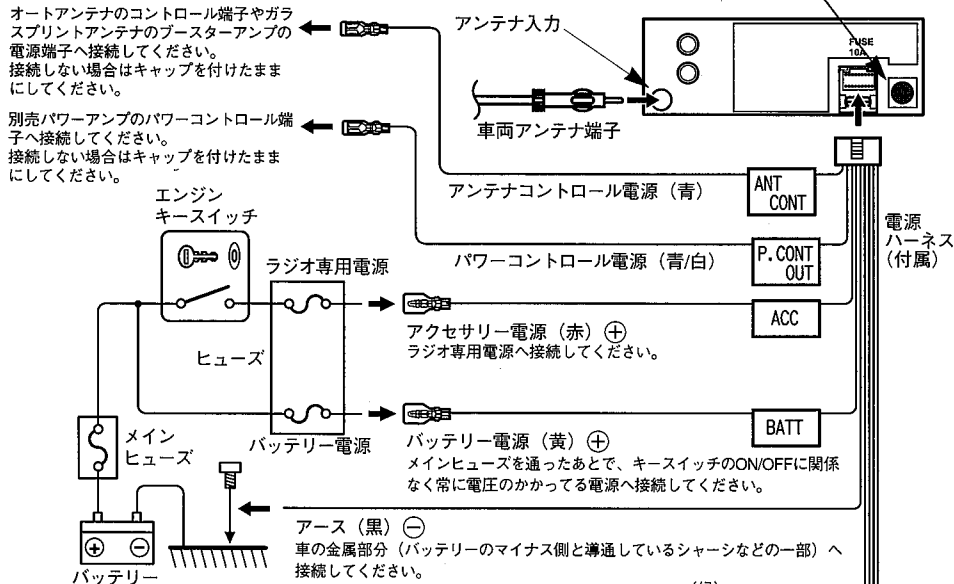 オートアンテナのコントロール端子やガラ
スプリントアンテナのブースターアンプの
電源端子へ接続してください。
接続しない場合はキャップを付けたまま
にしてください。
アンテナ入力
FUSE
10A
別売パワーアンプのパワーコントロール端
子へ接続してください。
接続しない場合はキャップを付けたまま
にしてください。
車両アンテナ端子
アンテナコントロール電源（青）
ANT
CONT
電源
ハーネス
（付属）
エンジン
キースイッチ
パワーコントロール電源（青/白）
P.CONT
OUT
ラジオ専用電源
アクセサリー電源（赤）⊕
ラジオ専用電源へ接続してください。
ACC
ヒューズ
メイン
ヒューズ
バッテリー電源
バッテリー電源（黄）⊕
メインヒューズを通ったあとで、キースイッチのON/OFFに関係
なく常に電圧のかかってる電源へ接続してください。
BATT
アース（黒）⊖
車の金属部分（バッテリーのマイナス側と導通しているシャーシなどの一部）へ
接続してください。
⊕ ⊖
バッテリー